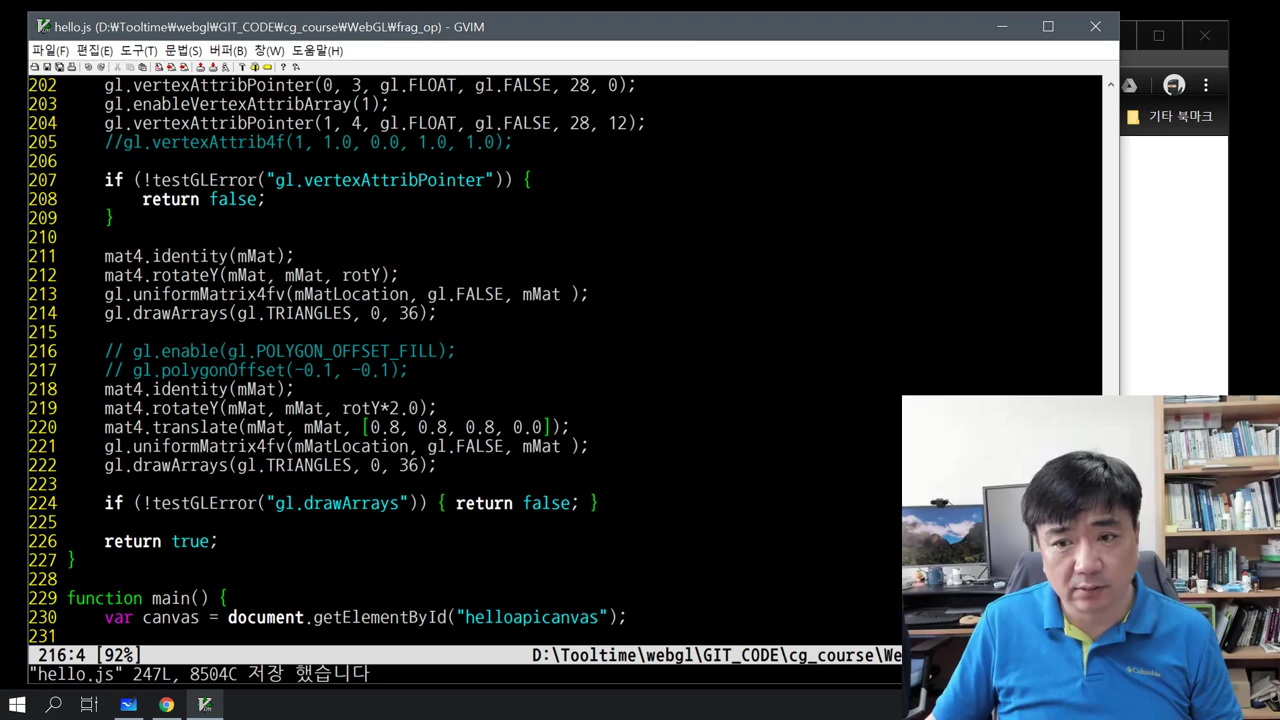 hello.js (D:₩Tooltime₩webgl₩GIT_CODE₩cg_course₩WebGL₩frag_op) - GVIM
파일(F) 편집(E) 도구(T) 문법(S) 버퍼(B) 창(W) 도움말(H)
기타 북마크
202 gl.vertexAttribPointer(0, 3, gl.FLOAT, gl.FALSE, 28, 0);
203 gl.enableVertexAttribArray(1);
204 gl.vertexAttribPointer(1, 4, gl.FLOAT, gl.FALSE, 28, 12);
205 //gl.vertexAttrib4f(1, 1.0, 0.0, 1.0, 1.0);
206
207 if (!testGLError("gl.vertexAttribPointer")) {
208 return false;
209 }
210
211 mat4.identity(mMat);
212 mat4.rotateY(mMat, mMat, rotY);
213 gl.uniformMatrix4fv(mMatLocation, gl.FALSE, mMat );
214 gl.drawArrays(gl.TRIANGLES, 0, 36);
215
216 // gl.enable(gl.POLYGON_OFFSET_FILL);
217 // gl.polygonOffset(-0.1, -0.1);
218 mat4.identity(mMat);
219 mat4.rotateY(mMat, mMat, rotY*2.0);
220 mat4.translate(mMat, mMat, [0.8, 0.8, 0.8, 0.0]);
221 gl.uniformMatrix4fv(mMatLocation, gl.FALSE, mMat );
222 gl.drawArrays(gl.TRIANGLES, 0, 36);
223
224 if (!testGLError("gl.drawArrays")) { return false; }
225
226 return true;
227 }
228
229 function main() {
230 var canvas = document.getElementById("helloapicanvas");
231
216:4 [92%] D:\Tooltime\webgl\GIT_CODE\cg_course\We
"hello.js" 247L, 8504C 저장 했습니다
Columbia